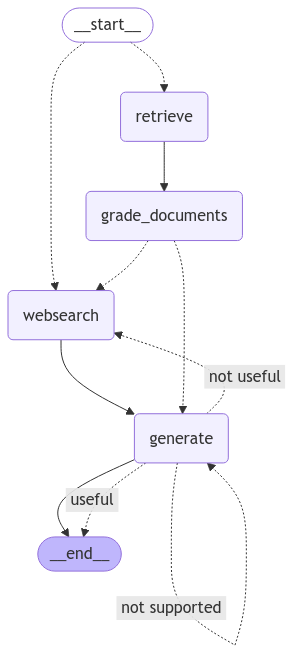 __start__
retrieve
grade_documents
websearch
not useful
generate
useful
__end__
not supported